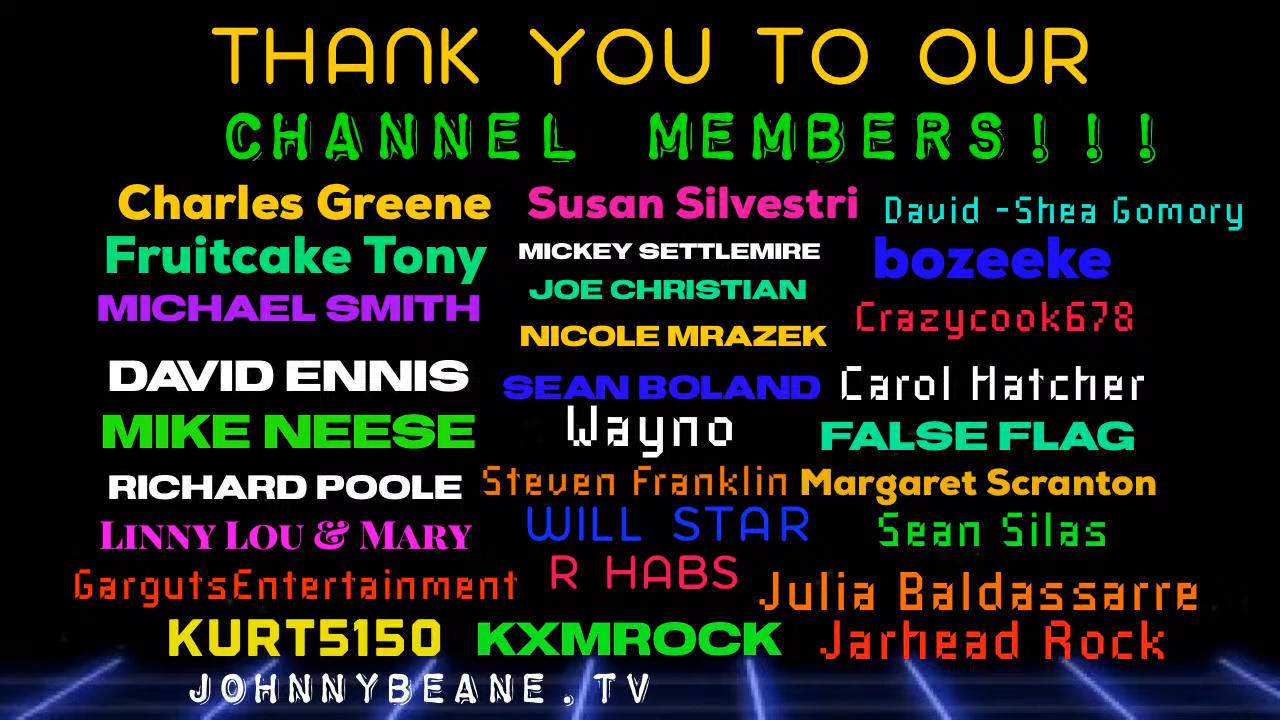 THANK YOU TO OUR
CHANNEL MEMBERS!!!
Charles Greene Susan Silvestri David -Shea Gomory
Fruitcake Tony MICKEY SETTLEMIRE bozeeke
MICHAEL SMITH JOE CHRISTIAN Crazycook678
NICOLE MRAZEK
DAVID ENNIS SEAN BOLAND Carol Hatcher
MIKE NEESE Wayno FALSE FLAG
RICHARD POOLE Steven Franklin Margaret Scranton
LINNY LOU & MARY WILL STAR Sean Silas
GargutsEntertainment R HABS Julia Baldassarre
KURT5150 KXMROCK Jarhead Rock
JOHNNYBEANE.TV